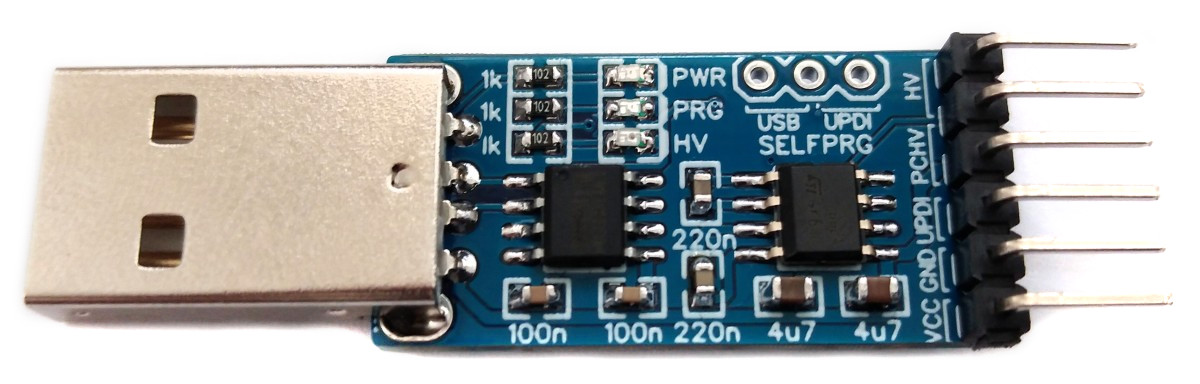 1k 102 PWR
1k 102 PRG
1k 102 HV
USB UPDI
SELFPRG
HV
PCHV
UPDI
GND
VCC
220n
100n 100n 220n 4u7 4u7